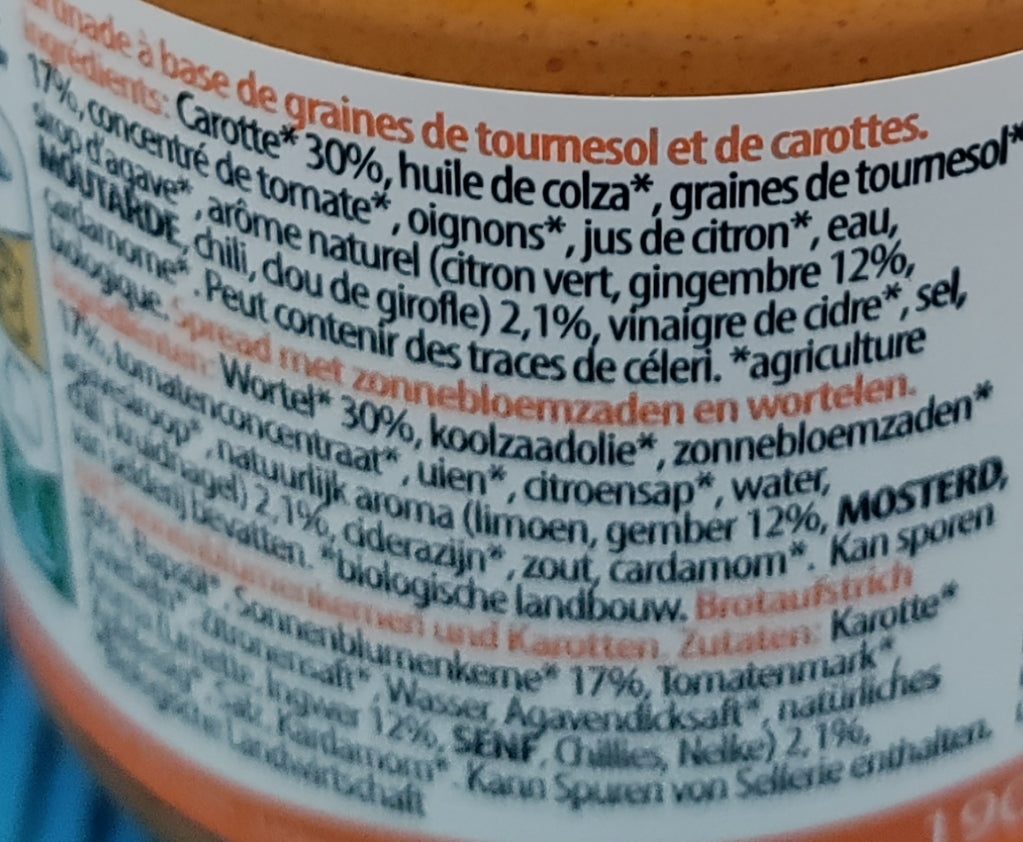 à base de graines de tournesol et de carottes.
Ingrédients: Carotte* 30%, huile de colza*, graines de tournesol*
17%, concentré de tomate*, oignons*, jus de citron*, eau,
sirop d'agave*, arôme naturel (citron vert, gingembre 12%,
MOUTARDE, chili, clou de girofle) 2,1%, vinaigre de cidre*, sel,
cardamome*. Peut contenir des traces de céleri. *agriculture
biologique. Spread met zonnebloemzaden en wortelen.
Wortel* 30%, koolzaadolie*, zonnebloemzaden*
17%, tomatenconcentraat*, uien*, citroensap*, water,
agavesiroop*, natuurlijk aroma (limoen, gember 12%, MOSTERD,
kruidnagel) 2,1%, ciderazijn*, zout, cardamom*. Kan sporen
bevatten. *biologische landbouw. Brotaufstrich
und Karotten. Zutaten: Karotte*
Rapsöl*, Sonnenblumenkerne* 17%, Tomatenmark*,
Zitronensaft*, Wasser, Agavendicksaft*, natürliches
Ingwer 12%, SENF, Chillies, Nelke) 2,1%,
Salz, Kardamom*. Kann Spuren von Sellerie enthalten.
Landwirtschaft
190